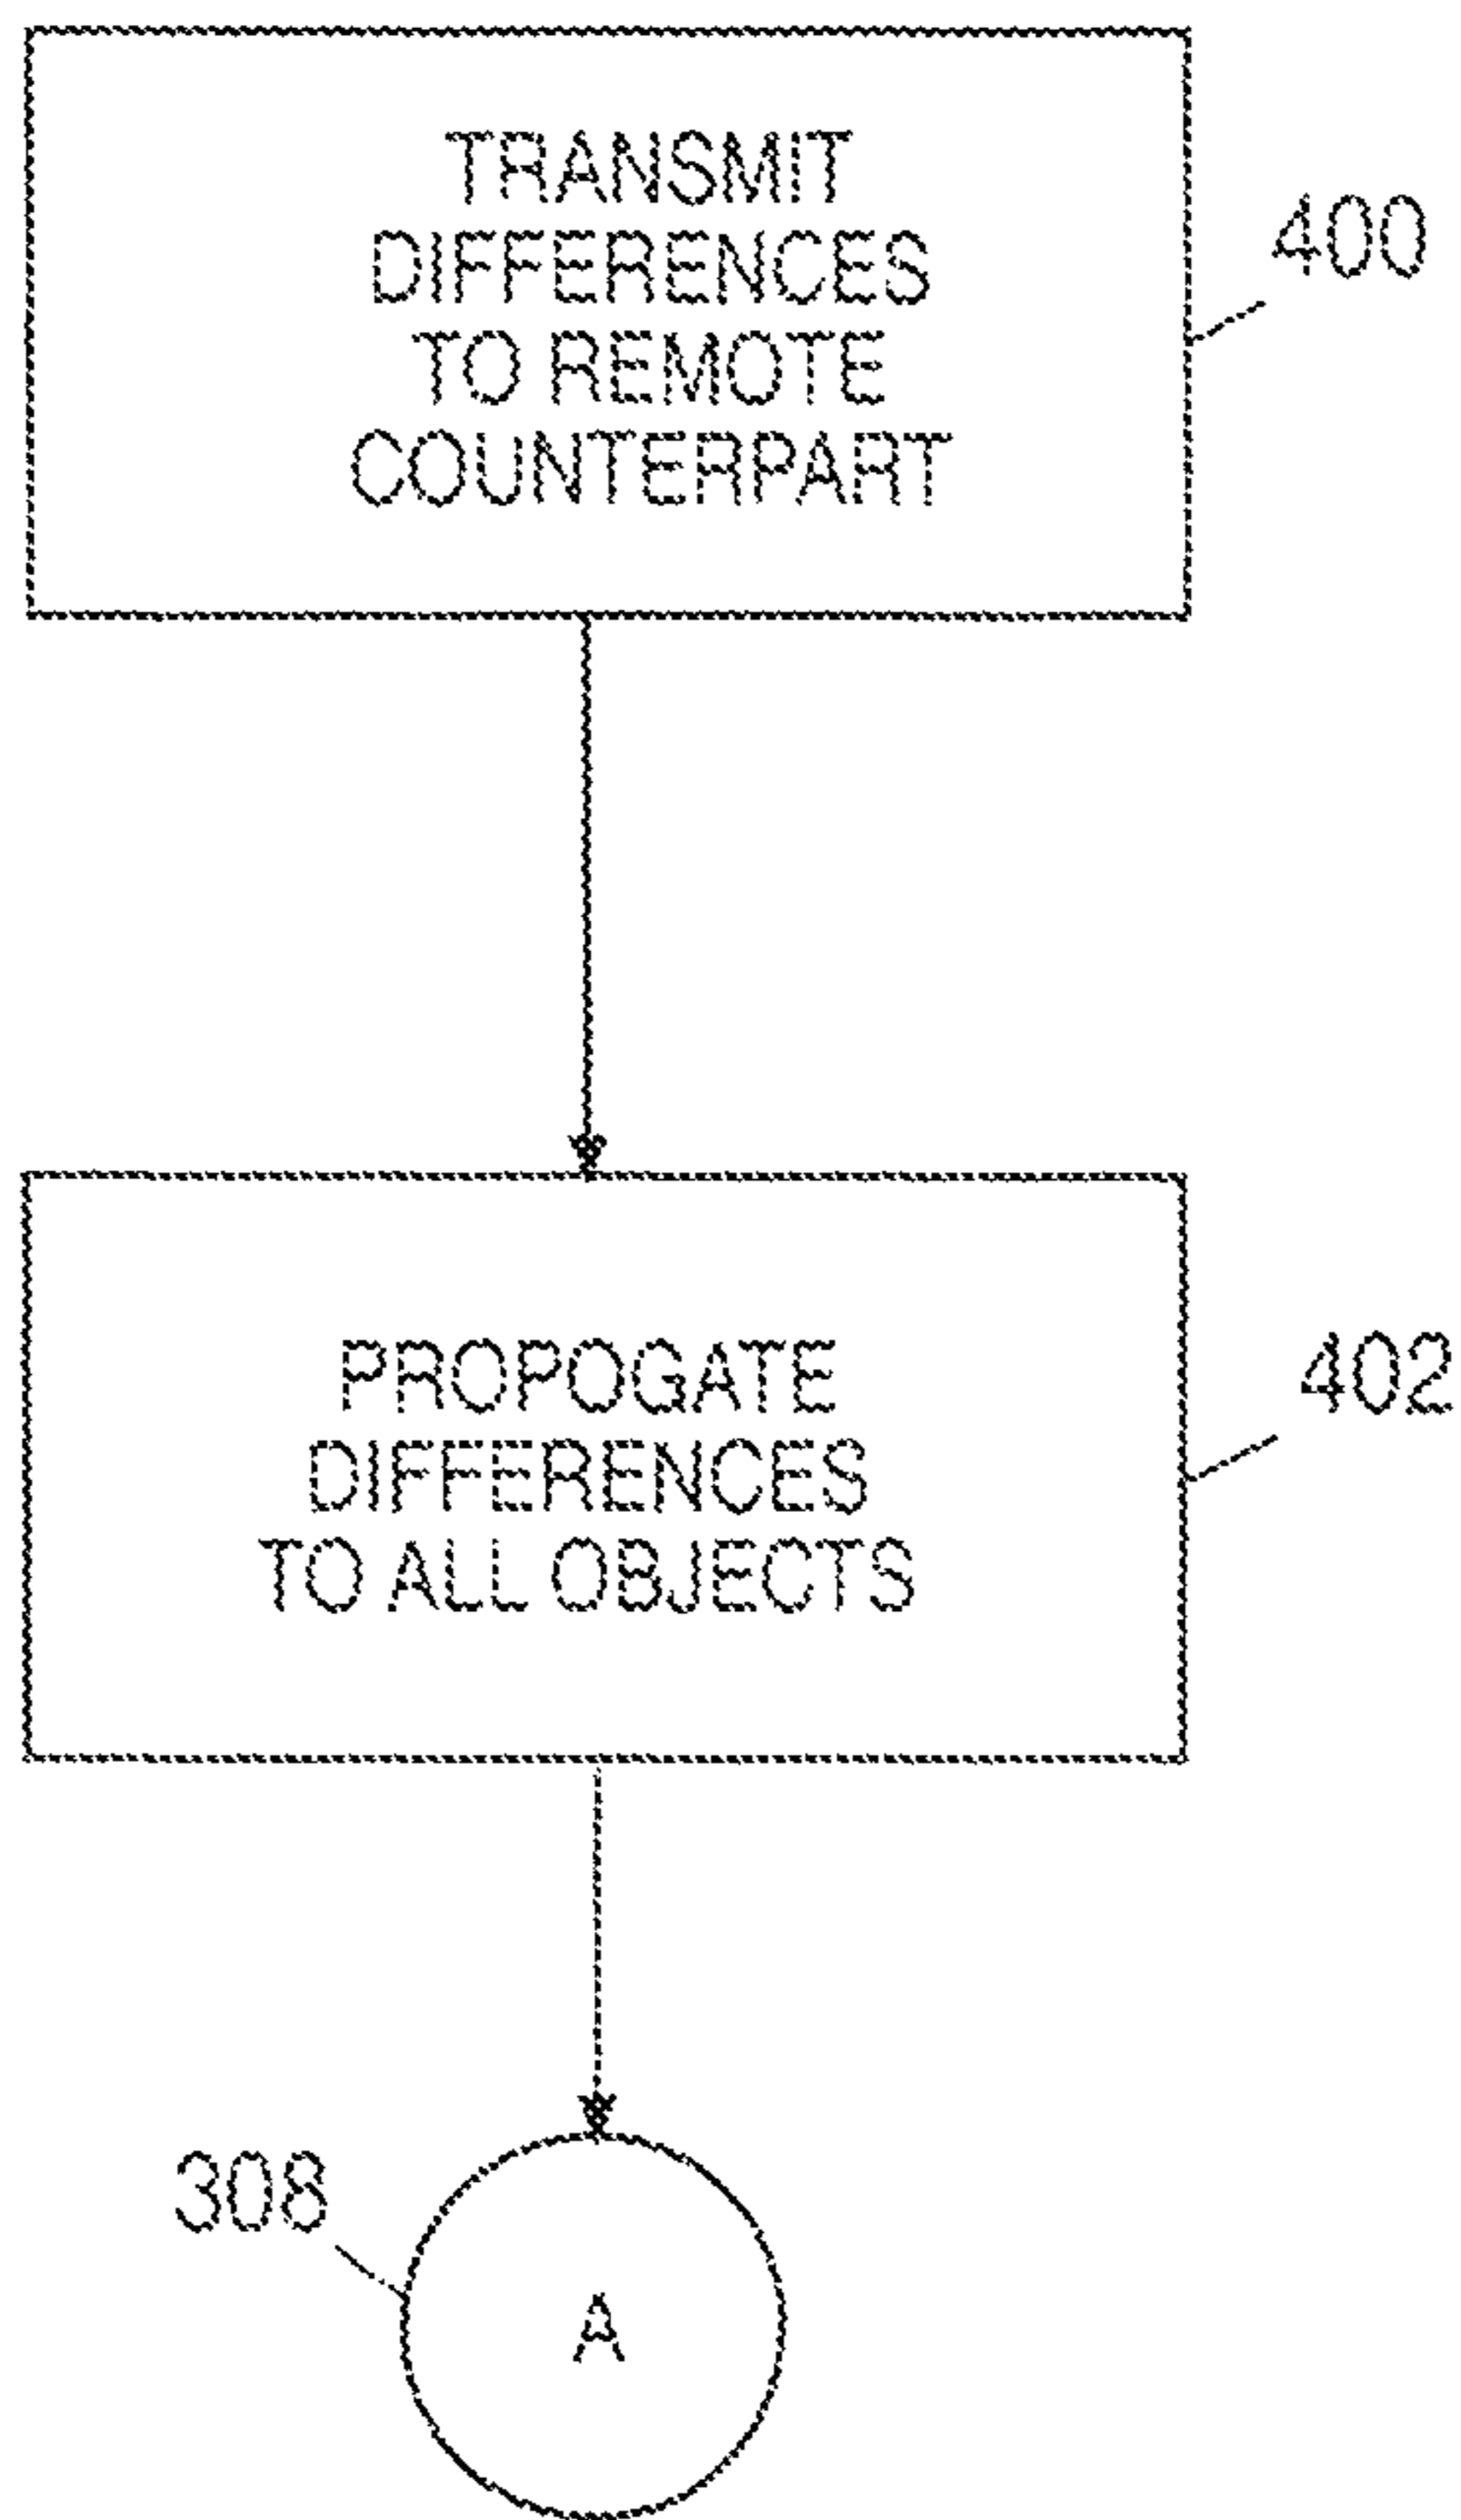 TRANSMIT
DIFFERENCES
TO REMOTE
COUNTERPART
400
PROPOGATE
DIFFERENCES
TO ALL OBJECTS
402
308
A